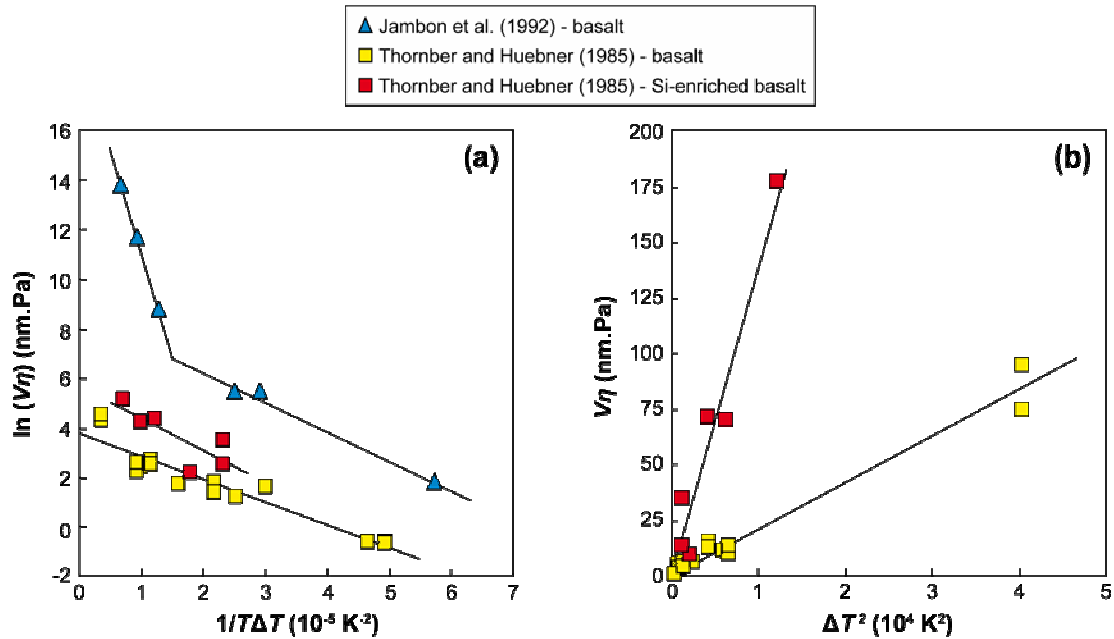 Jambon et al. (1992) - basalt
Thornber and Huebner (1985) - basalt
Thornber and Huebner (1985) - Si-enriched basalt
(a)
ln (Vη) (nm.Pa)
16
14
12
10
8
6
4
2
0
-2
0 1 2 3 4 5 6 7
1/TΔT (10⁻⁵ K⁻²)
(b)
Vη (nm.Pa)
200
175
150
125
100
75
50
25
0
0 1 2 3 4 5
ΔT² (10⁴ K²)